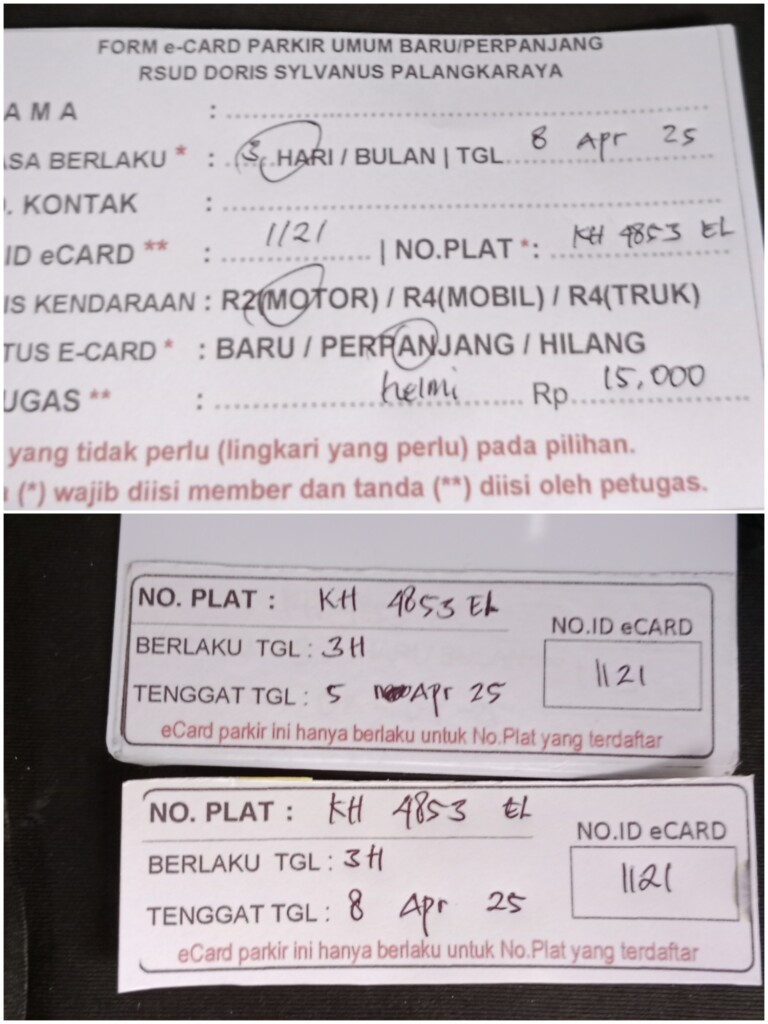 FORM e-CARD PARKIR UMUM BARU/PERPANJANG
RSUD DORIS SYLVANUS PALANGKARAYA
AMA : 
SA BERLAKU * : 3 HARI / BULAN | TGL 8 Apr 25
. KONTAK :
ID eCARD ** : 1121 | NO.PLAT *: KH 4853 EL
IS KENDARAAN : R2(MOTOR) / R4(MOBIL) / R4(TRUK)
TUS E-CARD * : BARU / PERPANJANG / HILANG
UGAS ** : helmi Rp. 15,000
yang tidak perlu (lingkari yang perlu) pada pilihan.
(*) wajib diisi member dan tanda (**) diisi oleh petugas.
NO. PLAT : KH 4853 EL
NO.ID eCARD
BERLAKU TGL : 3H
1121
TENGGAT TGL : 5 Apr 25
eCard parkir ini hanya berlaku untuk No.Plat yang terdaftar
NO. PLAT : KH 4853 EL
NO.ID eCARD
BERLAKU TGL : 3H
1121
TENGGAT TGL : 8 Apr 25
eCard parkir ini hanya berlaku untuk No.Plat yang terdaftar